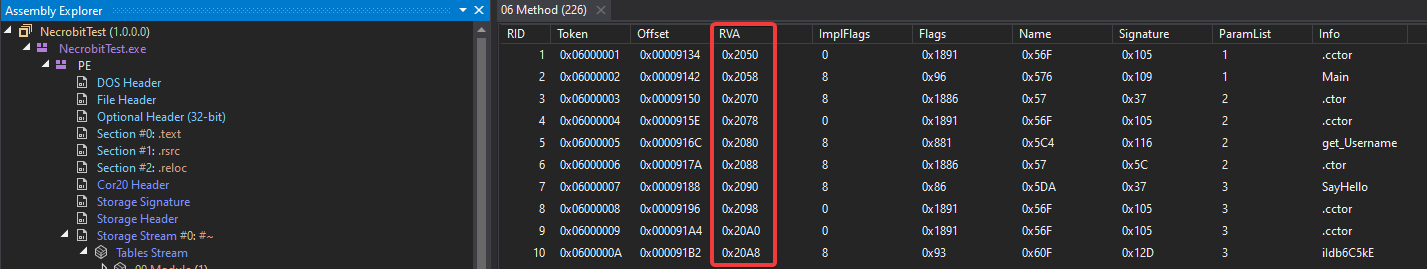 Assembly Explorer
NecrobitTest (1.0.0.0)
NecrobitTest.exe
PE
DOS Header
File Header
Optional Header (32-bit)
Section #0: .text
Section #1: .rsrc
Section #2: .reloc
Cor20 Header
Storage Signature
Storage Header
Storage Stream #0: #~
Tables Stream
00 Module (1)
06 Method (226)
RID Token Offset RVA ImplFlags Flags Name Signature ParamList Info
1 0x06000001 0x00009134 0x2050 0 0x1891 0x56F 0x105 1 .cctor
2 0x06000002 0x00009142 0x2058 8 0x96 0x576 0x109 1 Main
3 0x06000003 0x00009150 0x2070 8 0x1886 0x57 0x37 2 .ctor
4 0x06000004 0x0000915E 0x2078 0 0x1891 0x56F 0x105 2 .cctor
5 0x06000005 0x0000916C 0x2080 8 0x881 0x5C4 0x116 2 get_Username
6 0x06000006 0x0000917A 0x2088 8 0x1886 0x57 0x5C 2 .ctor
7 0x06000007 0x00009188 0x2090 8 0x86 0x5DA 0x37 3 SayHello
8 0x06000008 0x00009196 0x2098 0 0x1891 0x56F 0x105 3 .cctor
9 0x06000009 0x000091A4 0x20A0 0 0x1891 0x56F 0x105 3 .cctor
10 0x0600000A 0x000091B2 0x20A8 8 0x93 0x60F 0x12D 3 ildb6C5kE